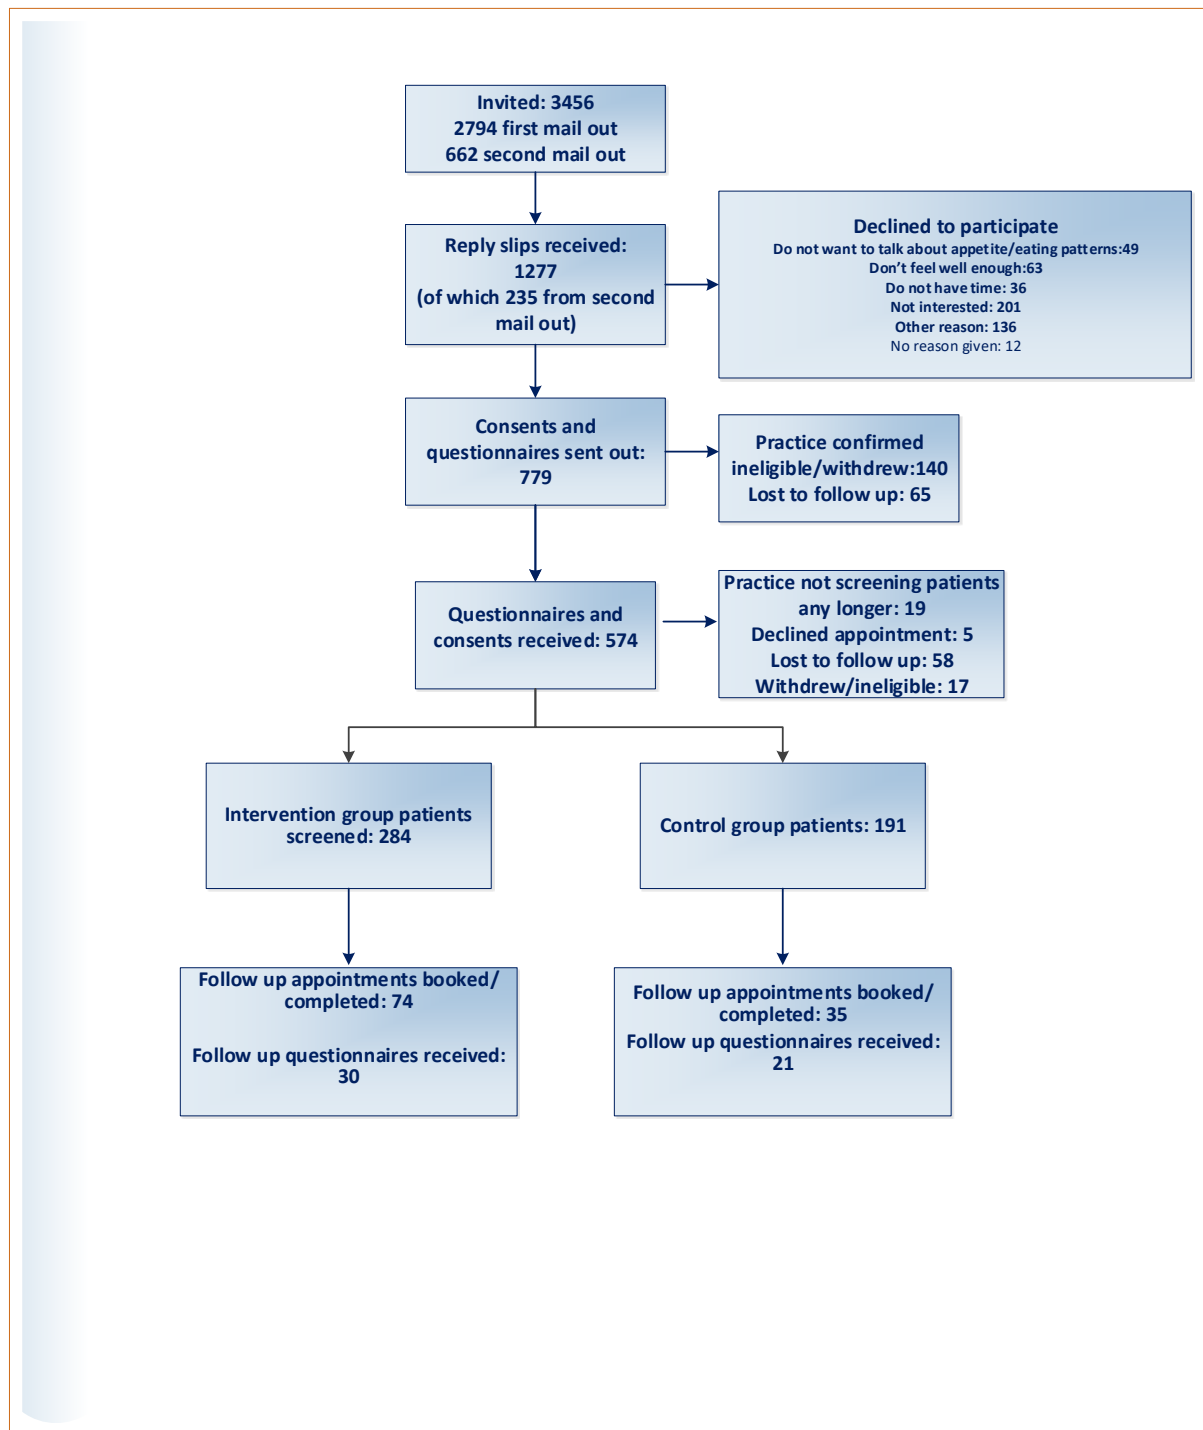 Invited: 3456
2794 first mail out
662 second mail out
Reply slips received:
1277
(of which 235 from second
mail out)
Declined to participate
Do not want to talk about appetite/eating patterns:49
Don’t feel well enough:63
Do not have time: 36
Not interested: 201
Other reason: 136
No reason given: 12
Consents and
questionnaires sent out:
779
Practice confirmed
ineligible/withdrew:140
Lost to follow up: 65
Questionnaires and
consents received: 574
Practice not screening patients
any longer: 19
Declined appointment: 5
Lost to follow up: 58
Withdrew/ineligible: 17
Intervention group patients
screened: 284
Control group patients: 191
Follow up appointments booked/
completed: 74
Follow up questionnaires received:
30
Follow up appointments booked/
completed: 35
Follow up questionnaires received:
21